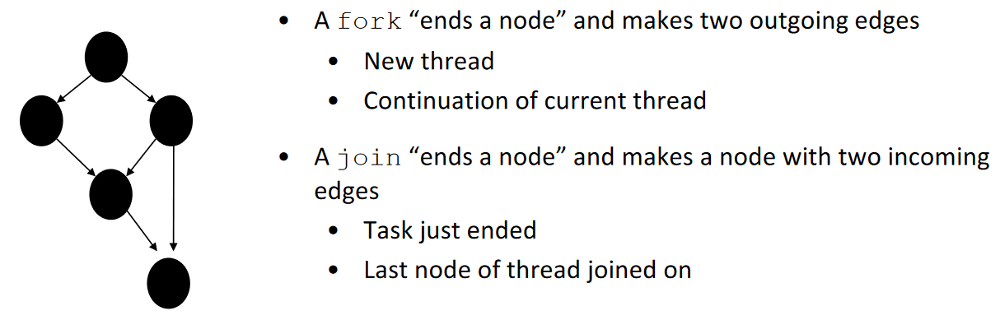 • A fork “ends a node” and makes two outgoing edges
• New thread
• Continuation of current thread
• A join “ends a node” and makes a node with two incoming
edges
• Task just ended
• Last node of thread joined on